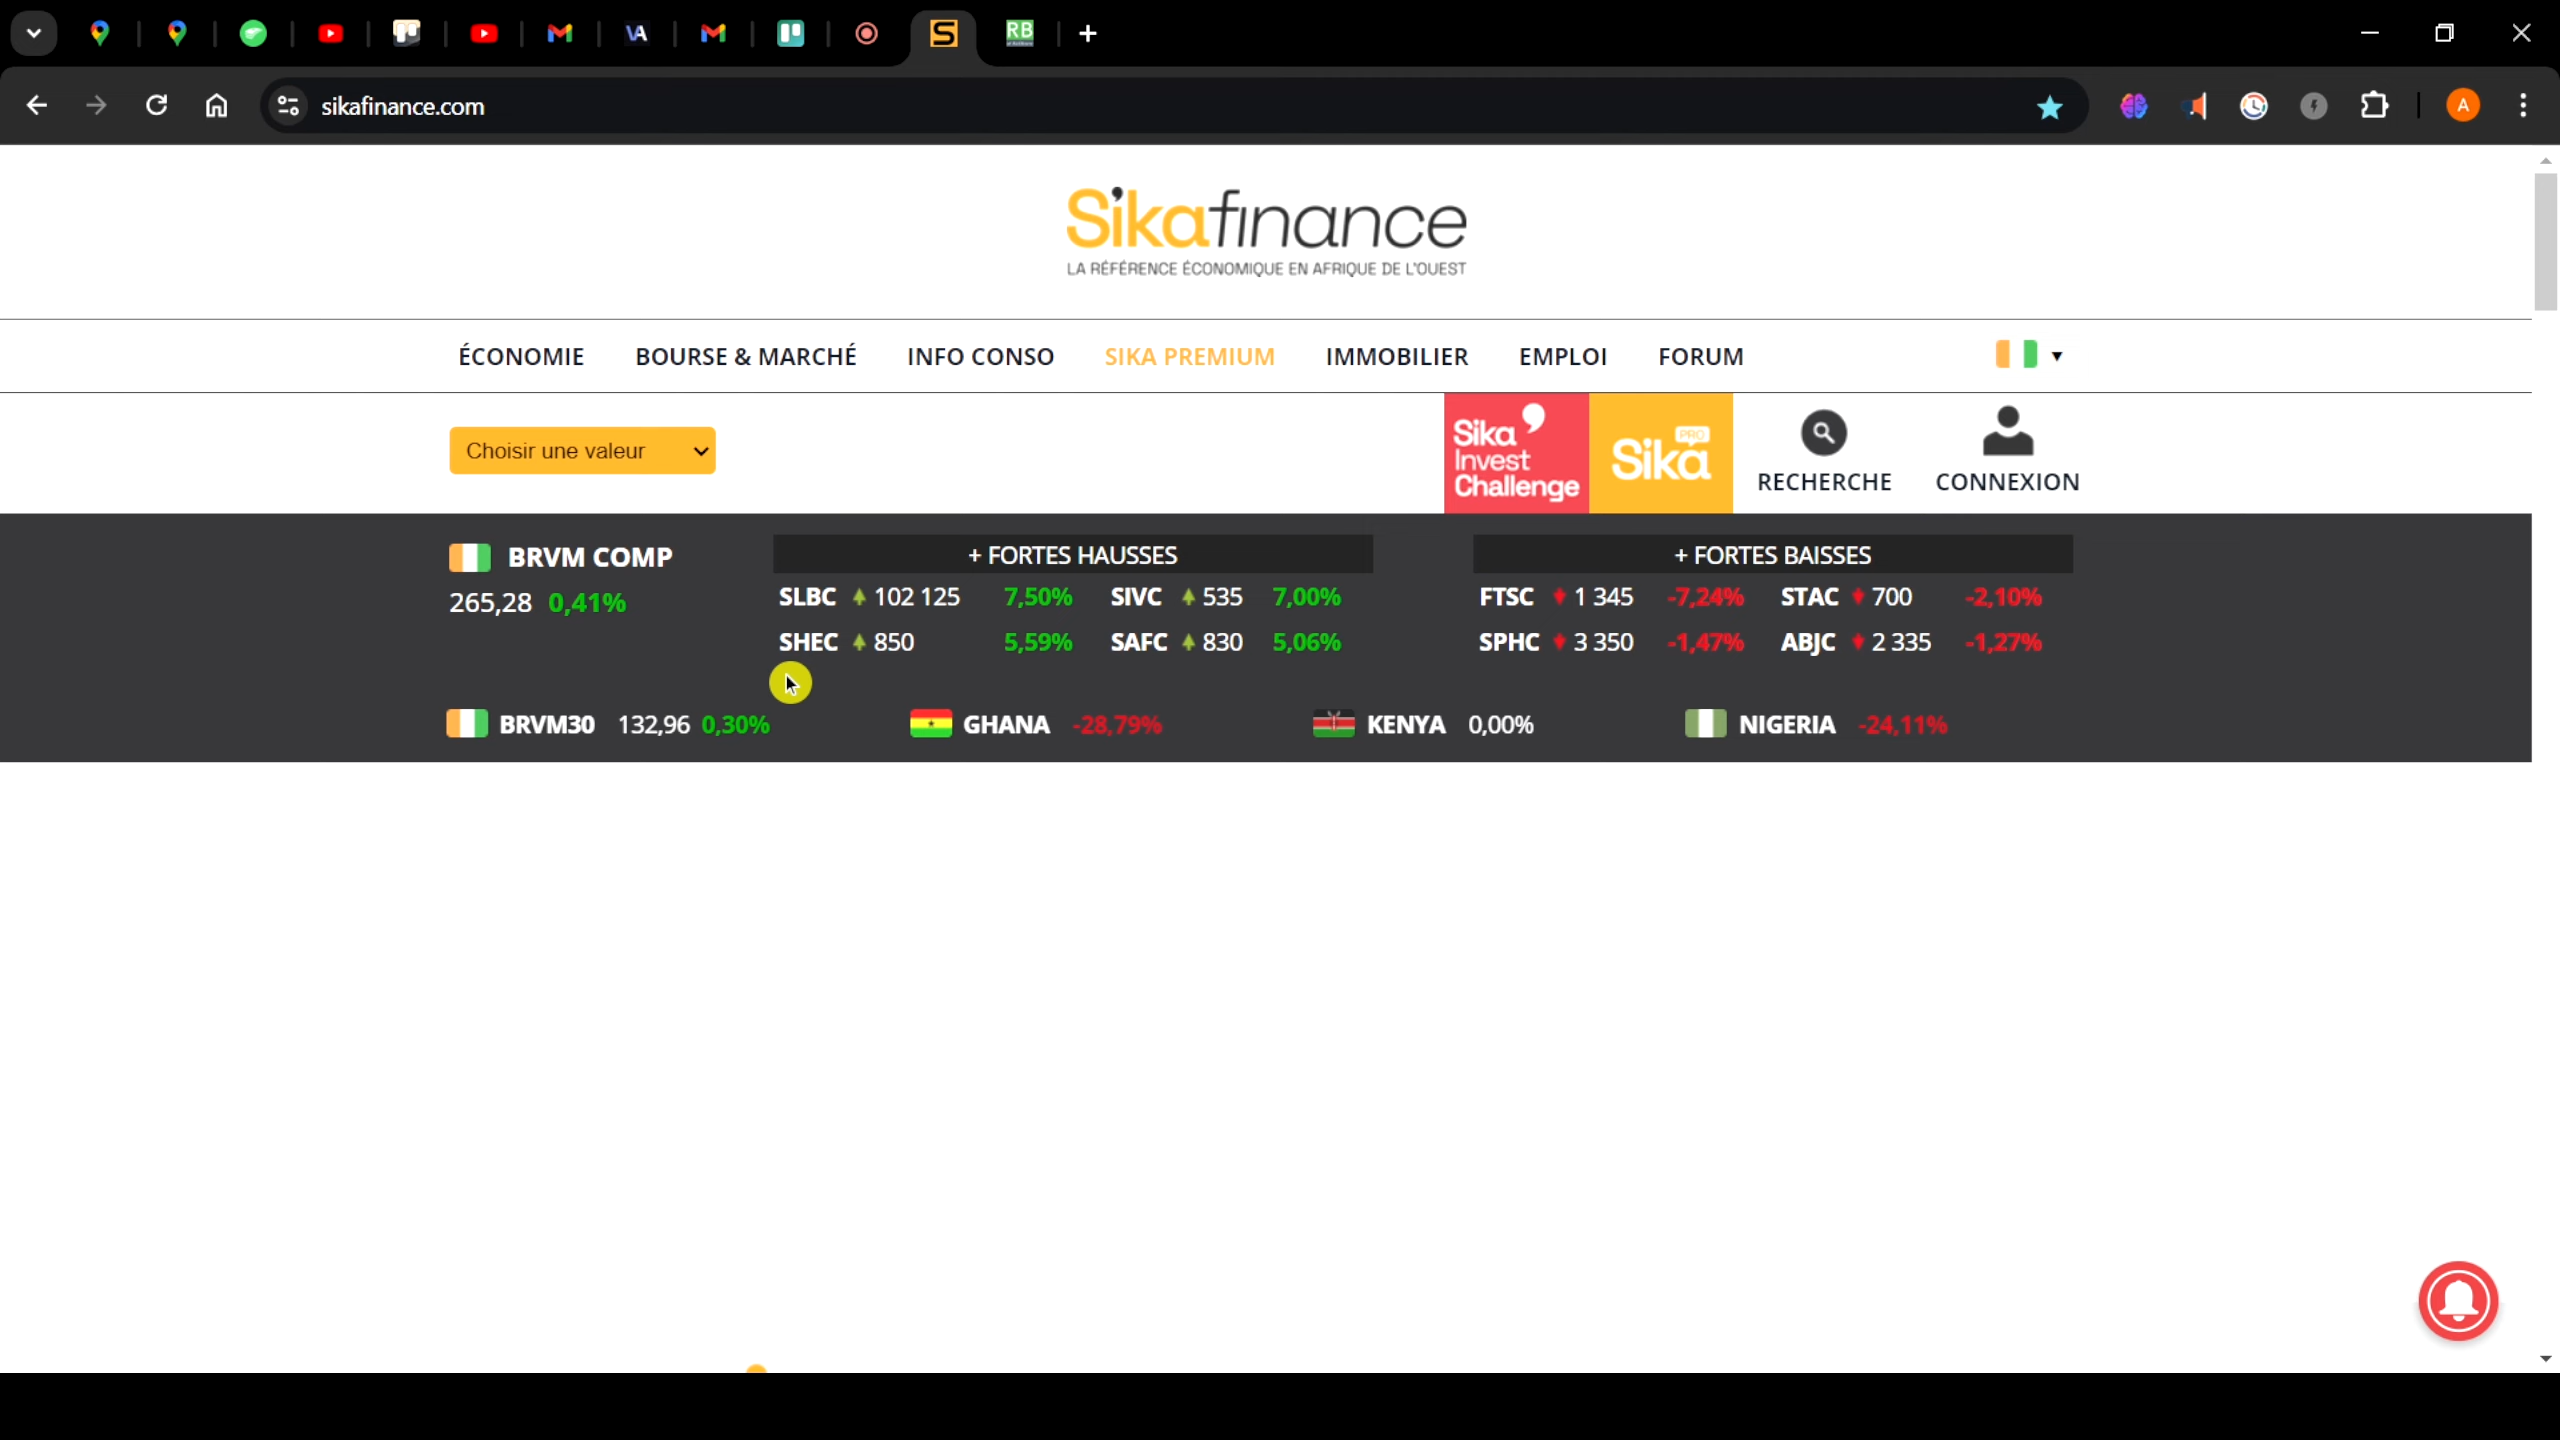 VA
RB
sikafinance.com
A
Sikafinance
LA RÉFÉRENCE ÉCONOMIQUE EN AFRIQUE DE L'OUEST
ÉCONOMIE BOURSE & MARCHÉ INFO CONSO SIKA PREMIUM IMMOBILIER EMPLOI FORUM
Choisir une valeur
Sika
Invest
Challenge
Sika PRO
RECHERCHE
CONNEXION
BRVM COMP
265,28 0,41%
+ FORTES HAUSSES
SLBC 102 125 7,50% SIVC 535 7,00%
SHEC 850 5,59% SAFC 830 5,06%
+ FORTES BAISSES
FTSC 1 345 -7,24% STAC 700 -2,10%
SPHC 3 350 -1,47% ABJC 2 335 -1,27%
BRVM30 132,96 0,30% GHANA -28,79% KENYA 0,00% NIGERIA -24,11%